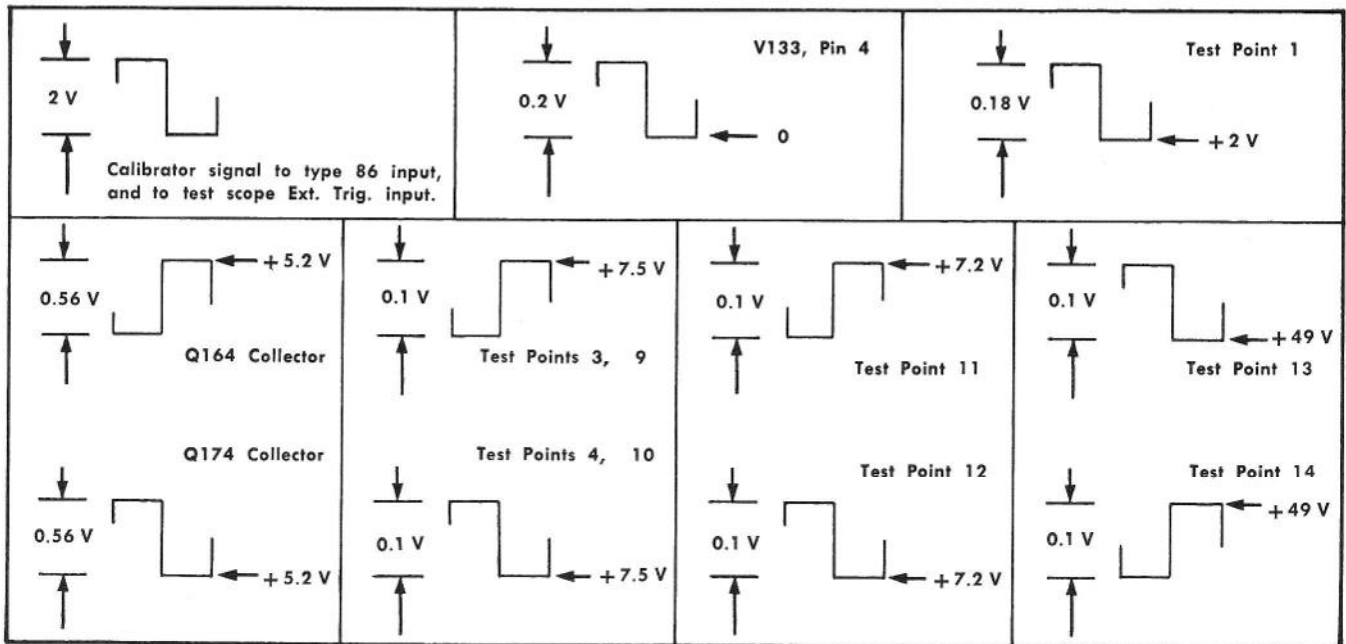 2 V
Calibrator signal to type 86 input,
and to test scope Ext. Trig. input.
V133, Pin 4
0.2 V
0
Test Point 1
0.18 V
+ 2 V
+ 5.2 V
0.56 V
Q164 Collector
Q174 Collector
0.56 V
+ 5.2 V
+7.5 V
0.1 V
Test Points 3, 9
Test Points 4, 10
0.1 V
+7.5 V
+7.2 V
0.1 V
Test Point 11
Test Point 12
0.1 V
+7.2 V
0.1 V
+49 V
Test Point 13
Test Point 14
+49 V
0.1 V